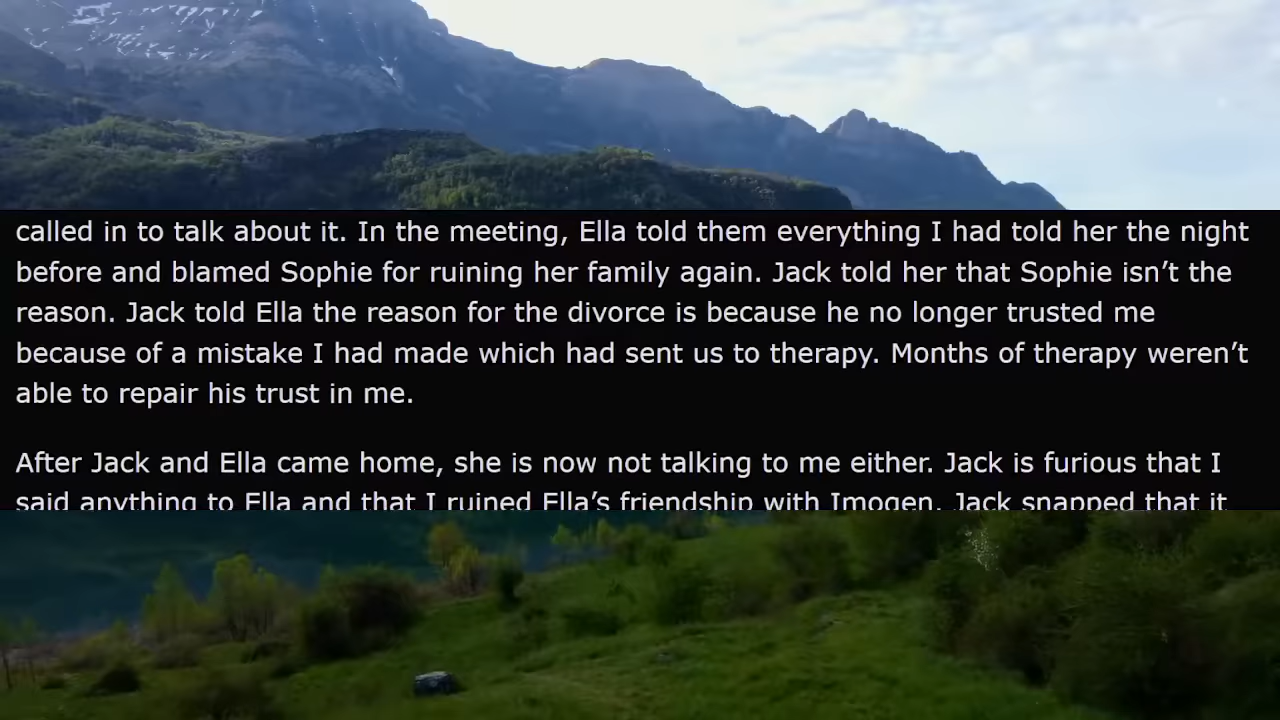 called in to talk about it. In the meeting, Ella told them everything I had told her the night
before and blamed Sophie for ruining her family again. Jack told her that Sophie isn’t the
reason. Jack told Ella the reason for the divorce is because he no longer trusted me
because of a mistake I had made which had sent us to therapy. Months of therapy weren’t
able to repair his trust in me.
After Jack and Ella came home, she is now not talking to me either. Jack is furious that I
said anything to Ella and that I ruined Ella’s friendship with Imogen. Jack snapped that it